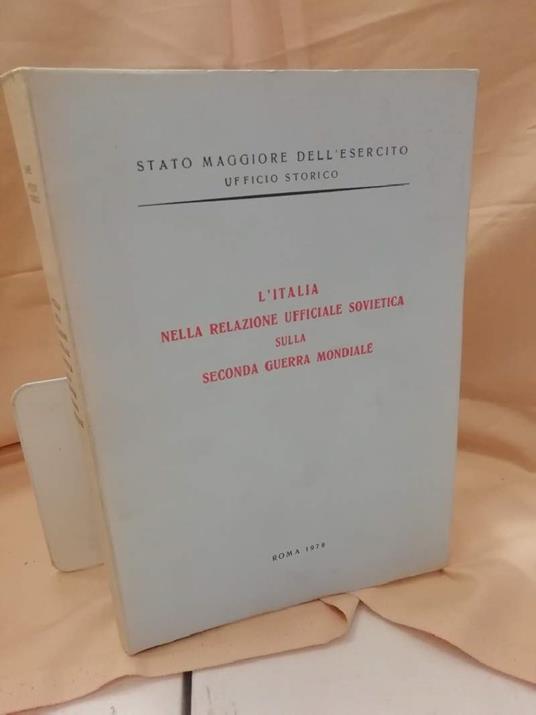 STATO MAGGIORE DELL'ESERCITO
UFFICIO STORICO
L'ITALIA
NELLA RELAZIONE UFFICIALE SOVIETICA
SULLA
SECONDA GUERRA MONDIALE
ROMA 1978